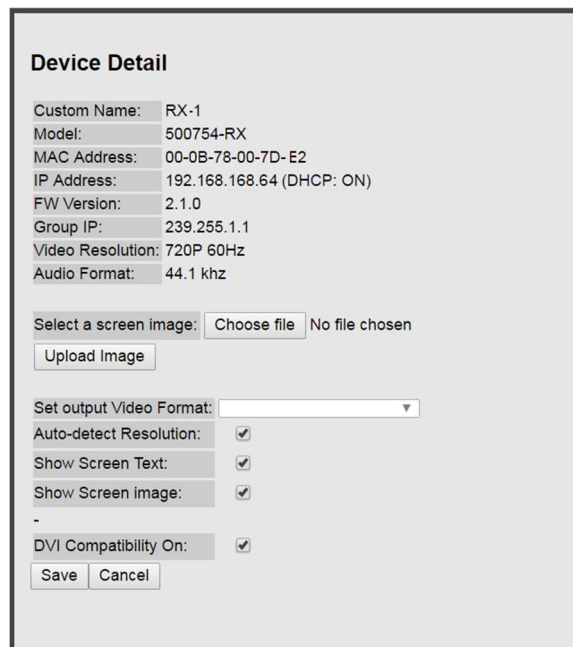 Device Detail
Custom Name: RX-1
Model: 500754-RX
MAC Address: 00-0B-78-00-7D-E2
IP Address: 192.168.168.64 (DHCP: ON)
FW Version: 2.1.0
Group IP: 239.255.1.1
Video Resolution: 720P 60Hz
Audio Format: 44.1 khz
Select a screen image: Choose file No file chosen
Upload Image
Set output Video Format:
Auto-detect Resolution:
Show Screen Text:
Show Screen image:
-
DVI Compatibility On:
Save Cancel